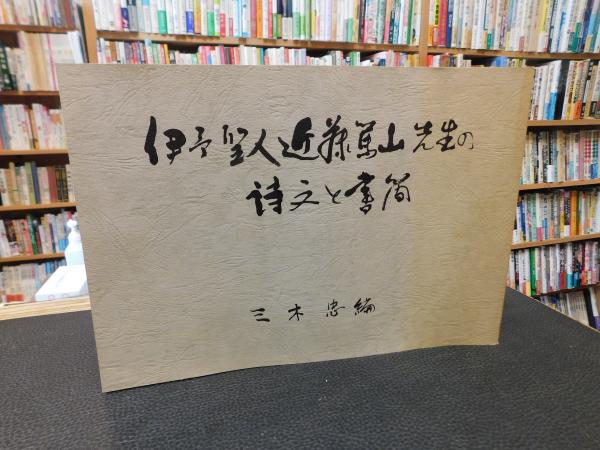 伊予聖人近藤篤山先生の
詩文と書簡
三木忠編